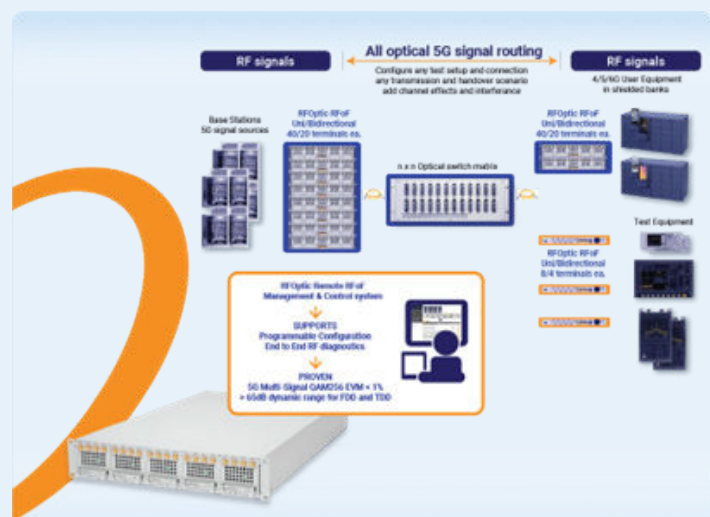 RF signals
All optical 5G signal routing
Configure any test setup and connection
any transmission and handover scenario
add channel effects and interferance
RF signals
4/5/6G User Equipment
in shielded banks
Base Stations
5G signal sources
RFOptic RFoF
Uni/Bidirectional
40/20 terminals ea.
n x n Optical switch matrix
RFOptic RFoF
Uni/Bidirectional
40/20 terminals ea.
Test Equipment
RFOptic RFoF
Uni/Bidirectional
8/4 terminals ea.
RFOptic Remote RFoF
Management & Control system
SUPPORTS
Programmable Configuration
End to End RF diagnostics
PROVEN
5G Multi-Signal QAM256 EVM < 1%
> 65dB dynamic range for FDD and TDD